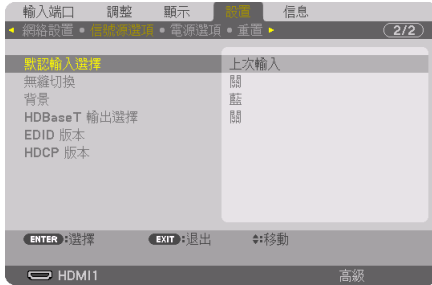 輸入端口 調整 顯示 設置 信息
◂ 網絡設置 • 信號源選項 • 電源選項 • 重置 ▸ 2/2
默認輸入選擇 上次輸入
無縫切換 關
背景 藍
HDBaseT 輸出選擇 關
EDID 版本
HDCP 版本
ENTER :選擇 EXIT :退出 ♦:移動
HDMI1 高級